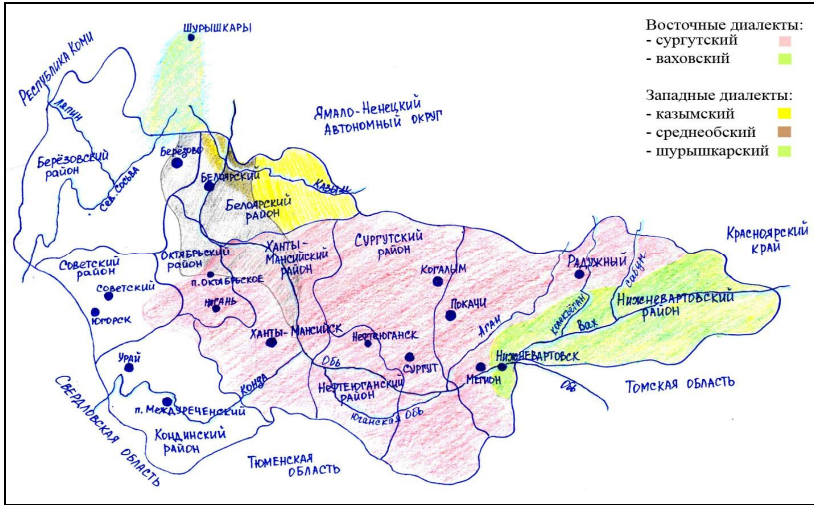 Восточные диалекты:
- сургутский
- ваховский
Западные диалекты:
- казымский
- среднеобский
- шурышкарский
Шурышкары
Республика Коми
Ляпин
Ямало-Ненецкий
Автономный округ
Берёзовский
район
Берёзово
Сев. Сосьва
Белоярский
Казым
Белоярский
район
Красноярский
край
Советский
район
Октябрьский
район
Ханты-
Мансийский
район
Сургутский
район
п. Октябрьское
Советский
Югорск
Нягань
Когалым
Покачи
Радужный
Сабун
Нижневартовский
район
Аган
Вах
Ханты-Мансийск
Нефтеюганск
Сургут
Обь
Урай
Конда
Нефтеюганский
район
Мегион
Нижневартовск
Обь
Томская область
Свердловская область
п. Междуреченский
Кондинский
район
Юганская Обь
Тюменская
область